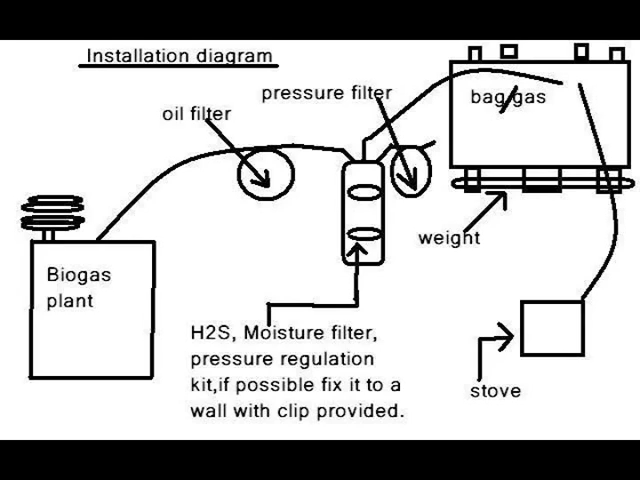 Installation diagram
pressure filter
oil filter
bag gas
weight
Biogas
plant
H2S, Moisture filter,
pressure regulation
kit,if possible fix it to a
wall with clip provided.
stove